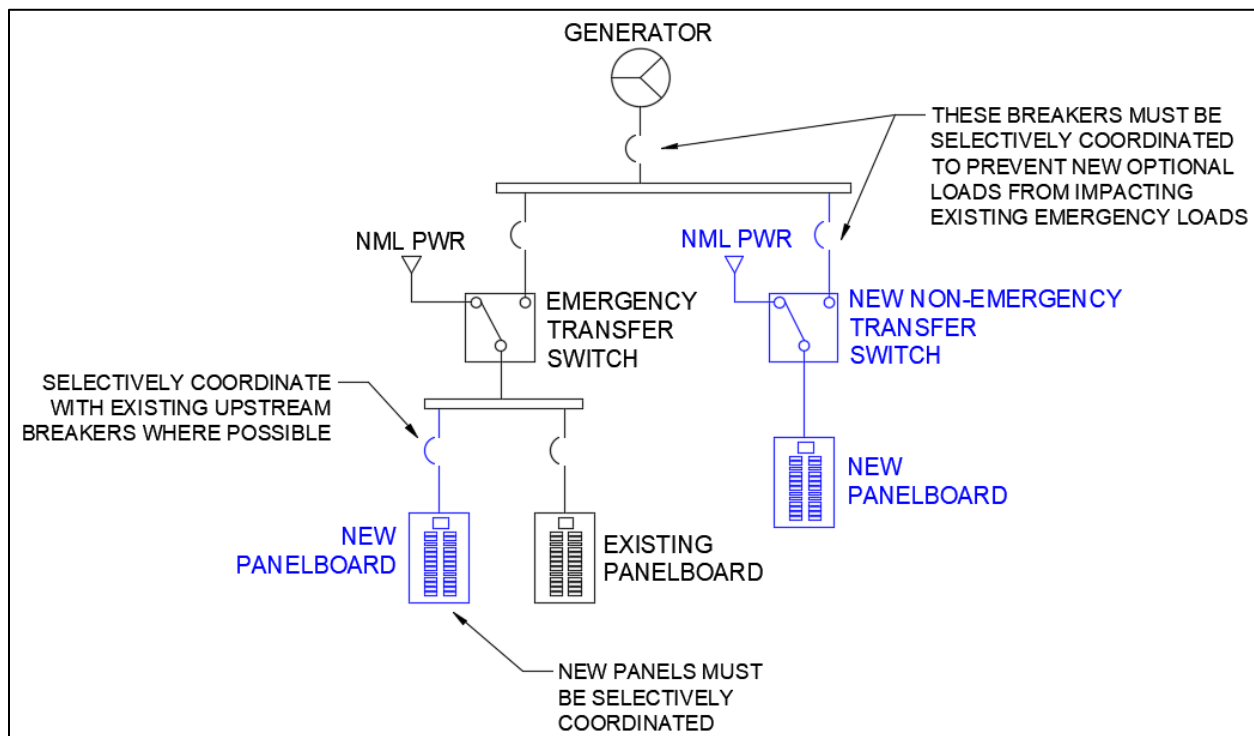 GENERATOR
THESE BREAKERS MUST BE
SELECTIVELY COORDINATED
TO PREVENT NEW OPTIONAL
LOADS FROM IMPACTING
EXISTING EMERGENCY LOADS
NML PWR
NML PWR
EMERGENCY
TRANSFER
SWITCH
NEW NON-EMERGENCY
TRANSFER
SWITCH
SELECTIVELY COORDINATE
WITH EXISTING UPSTREAM
BREAKERS WHERE POSSIBLE
NEW
PANELBOARD
NEW
PANELBOARD
EXISTING
PANELBOARD
NEW PANELS MUST
BE SELECTIVELY
COORDINATED